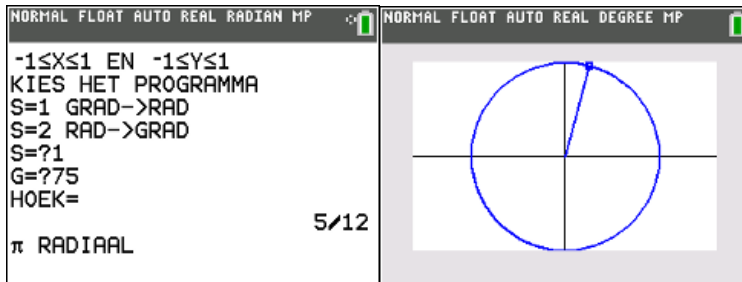 NORMAL FLOAT AUTO REAL RADIAN MP
-1≤X≤1 EN -1≤Y≤1
KIES HET PROGRAMMA
S=1 GRAD->RAD
S=2 RAD->GRAD
S=?1
G=?75
HOEK=
5/12
π RADIAAL
NORMAL FLOAT AUTO REAL DEGREE MP